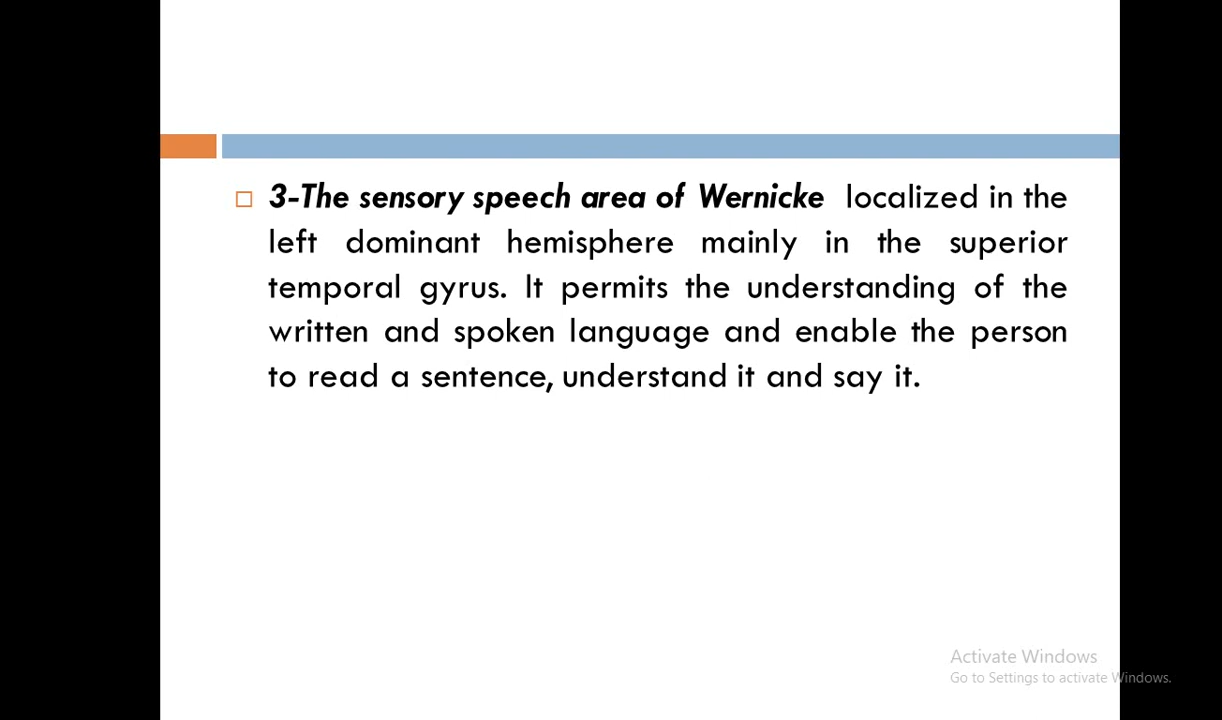 3-The sensory speech area of Wernicke localized in the
left dominant hemisphere mainly in the superior
temporal gyrus. It permits the understanding of the
written and spoken language and enable the person
to read a sentence, understand it and say it.
Activate Windows
Go to Settings to activate Windows.